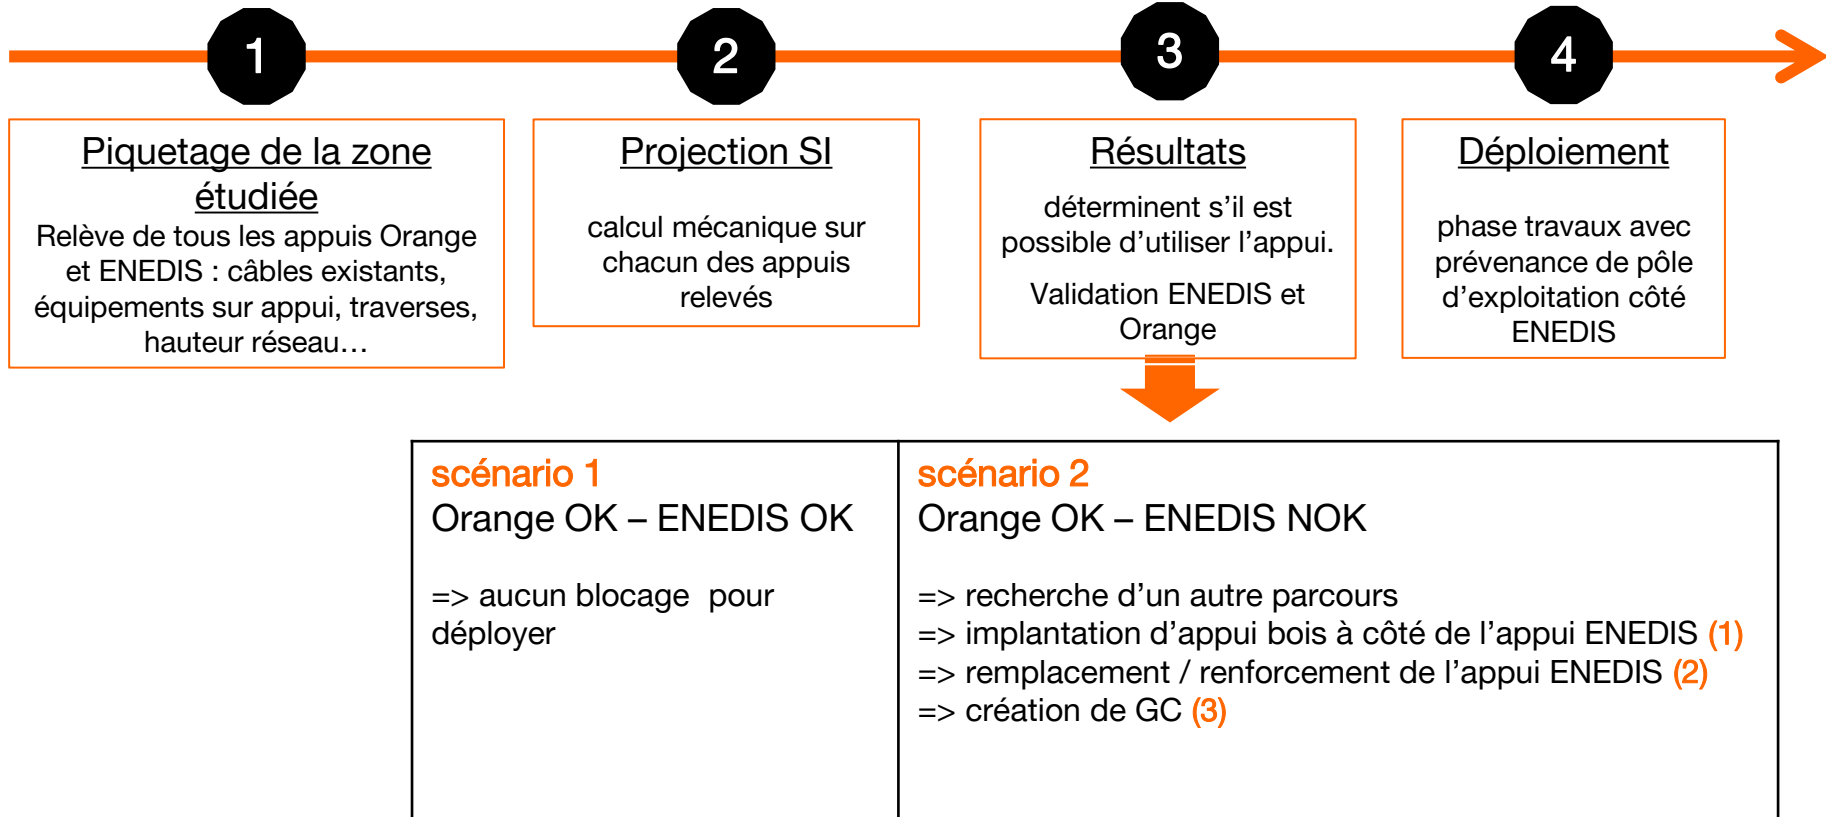 1
2
3
4
Piquetage de la zone
étudiée
Relève de tous les appuis Orange
et ENEDIS : câbles existants,
équipements sur appui, traverses,
hauteur réseau…
Projection SI
calcul mécanique sur
chacun des appuis
relevés
Résultats
déterminent s’il est
possible d’utiliser l’appui.
Validation ENEDIS et
Orange
Déploiement
phase travaux avec
prévenance de pôle
d’exploitation côté
ENEDIS
scénario 1
Orange OK – ENEDIS OK
=> aucun blocage  pour
déployer
scénario 2
Orange OK – ENEDIS NOK
=> recherche d’un autre parcours
=> implantation d’appui bois à côté de l’appui ENEDIS (1)
=> remplacement / renforcement de l’appui ENEDIS (2)
=> création de GC (3)